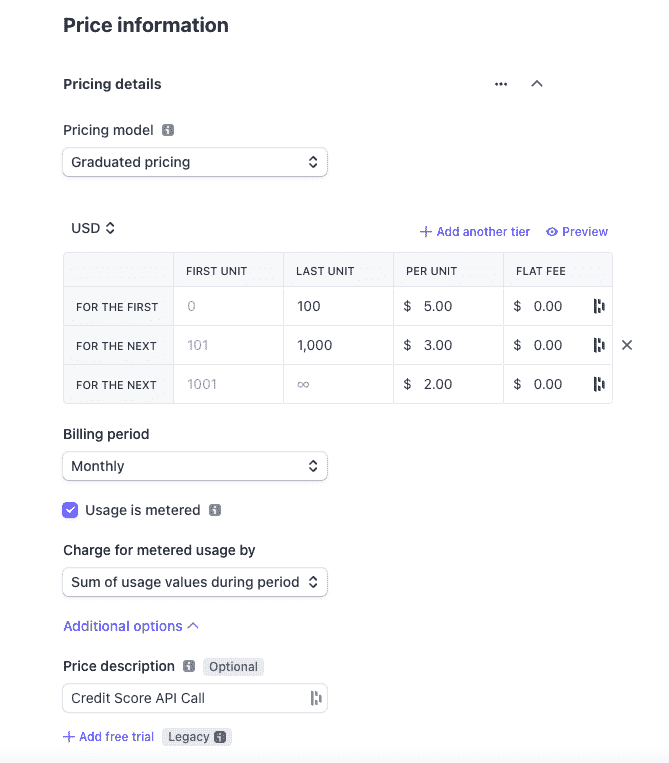 Price information
Pricing details
Pricing model
Graduated pricing
USD
Add another tier Preview
FIRST UNIT LAST UNIT PER UNIT FLAT FEE
FOR THE FIRST 0 100 $ 5.00 $ 0.00
FOR THE NEXT 101 1,000 $ 3.00 $ 0.00
FOR THE NEXT 1001 ∞ $ 2.00 $ 0.00
Billing period
Monthly
Usage is metered
Charge for metered usage by
Sum of usage values during period
Additional options
Price description Optional
Credit Score API Call
Add free trial Legacy